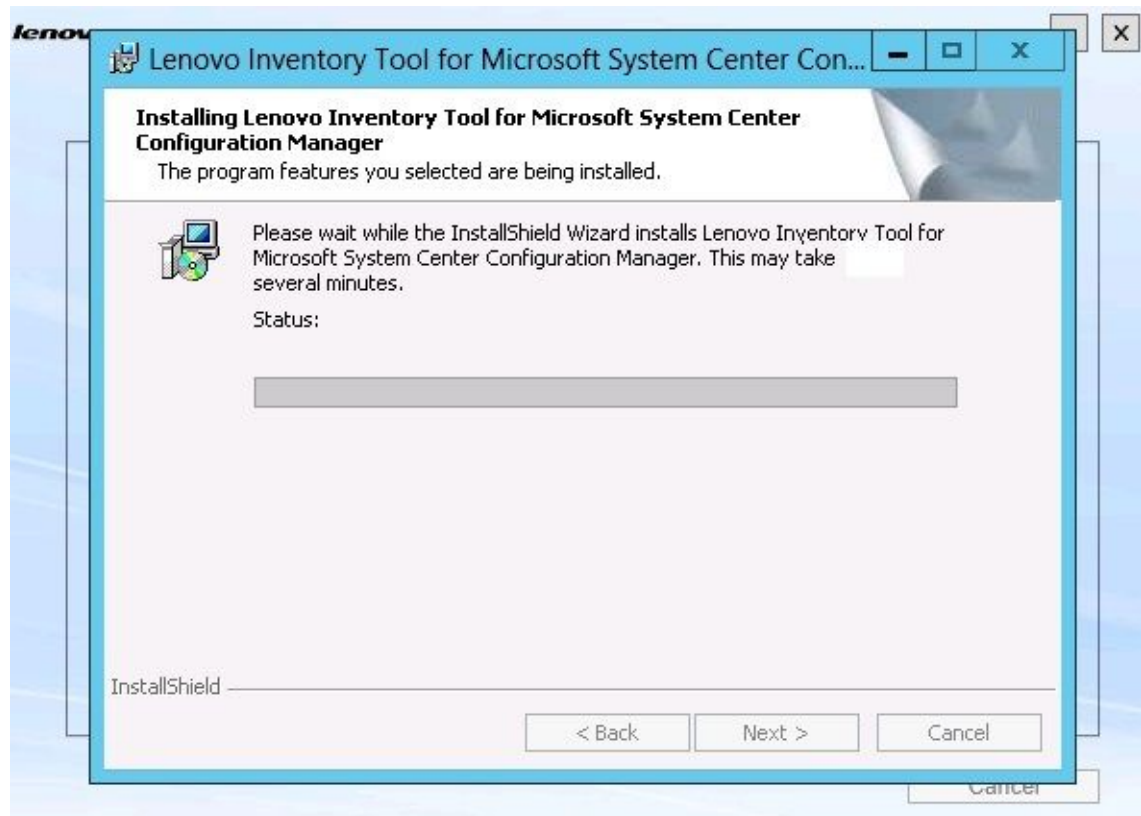 lenov
Lenovo Inventory Tool for Microsoft System Center Con...
Installing Lenovo Inventory Tool for Microsoft System Center
Configuration Manager
The program features you selected are being installed.
Please wait while the InstallShield Wizard installs Lenovo Inventory Tool for
Microsoft System Center Configuration Manager. This may take
several minutes.
Status:
InstallShield
< Back
Next >
Cancel
Cancel